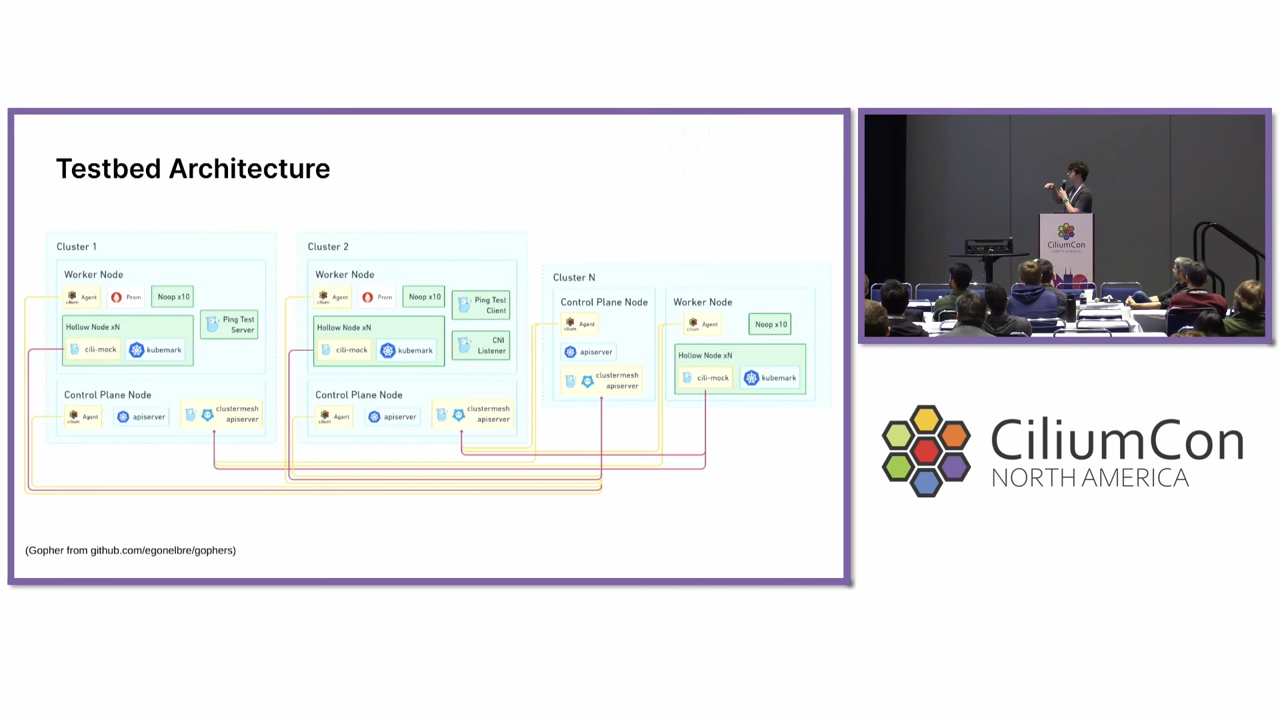 Testbed Architecture
Cluster 1
Worker Node
Agent
Prom
Noop x10
Hollow Node xN
cili-mock
kubemark
Ping Test
Server
Control Plane Node
Agent
apiserver
clustermesh
apiserver
Cluster 2
Worker Node
Agent
Prom
Noop x10
Hollow Node xN
cili-mock
kubemark
Ping Test
Client
CNI
Listener
Control Plane Node
Agent
apiserver
clustermesh
apiserver
Cluster N
Control Plane Node
Agent
apiserver
clustermesh
apiserver
Worker Node
Agent
Noop x10
Hollow Node xN
cili-mock
kubemark
(Gopher from github.com/egonelbre/gophers)
CiliumCon
CiliumCon
NORTH AMERICA